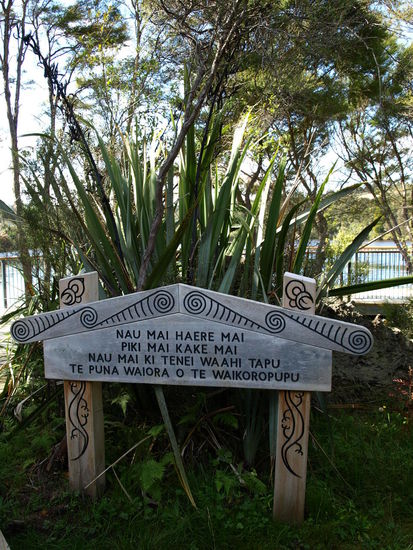 NAU MAI HAERE MAI
PIKI MAI KAKE MAI
NAU MAI KI TENEI WAAHI TAPU
TE PUNA WAIORA O TE WAIKOROPUPU